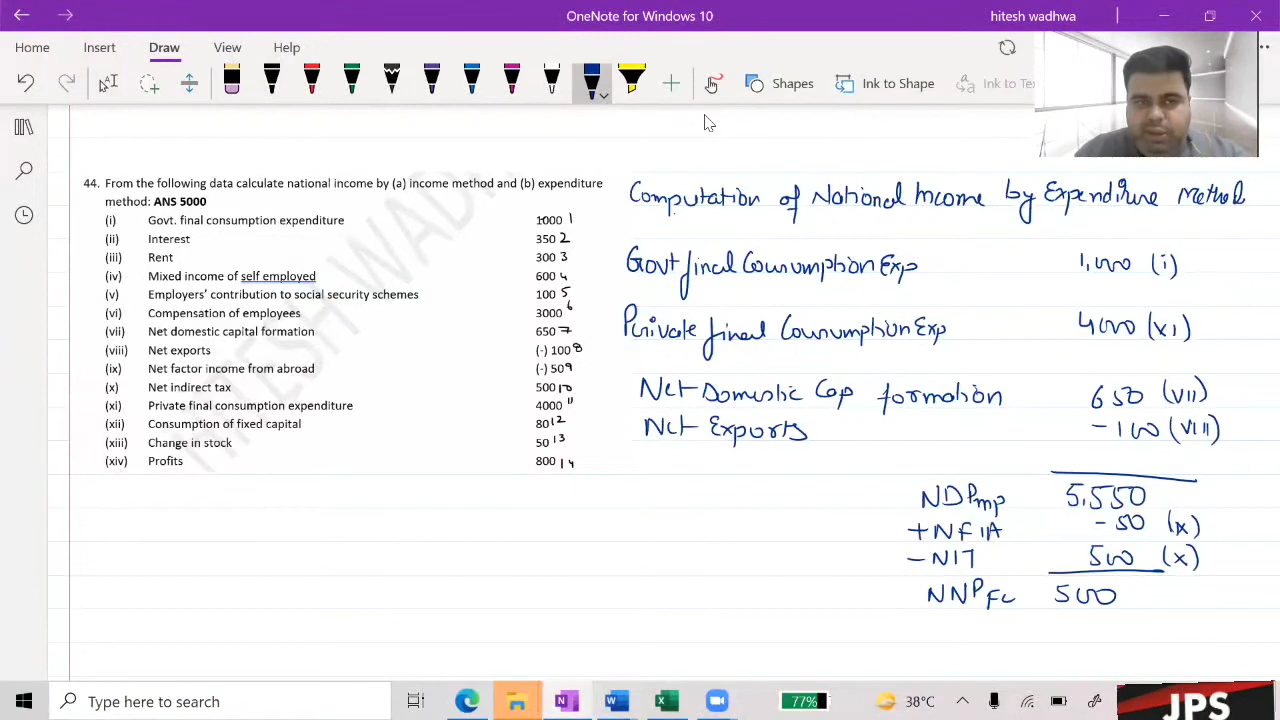 OneNote for Windows 10
hitesh wadhwa
Home Insert Draw View Help
Shapes Ink to Shape Ink to Tex
44. From the following data calculate national income by (a) income method and (b) expenditure
method: ANS 5000
(i) Govt. final consumption expenditure 1000 1
(ii) Interest 350 2
(iii) Rent 300 3
(iv) Mixed income of self employed 600 4
(v) Employers' contribution to social security schemes 100 5
(vi) Compensation of employees 3000 6
(vii) Net domestic capital formation 650 7
(viii) Net exports (-) 100 8
(ix) Net factor income from abroad (-) 50 9
(x) Net indirect tax 500 10
(xi) Private final consumption expenditure 4000 11
(xii) Consumption of fixed capital 80 12
(xiii) Change in stock 50 13
(xiv) Profits 800 14
HITESH WADH
Computation of National Income by Expenditure Method
Govt final Consumption Exp 1,000 (i)
Private final Consumption Exp 4000 (XI)
Net Domestic Cap formation 650 (VII)
Net Exports -100 (VIII)
NDPmp 5,550
+NFIA -50 (x)
-NIT 500 (x)
NNPFC 500
Type here to search
77%
38°C
JPS